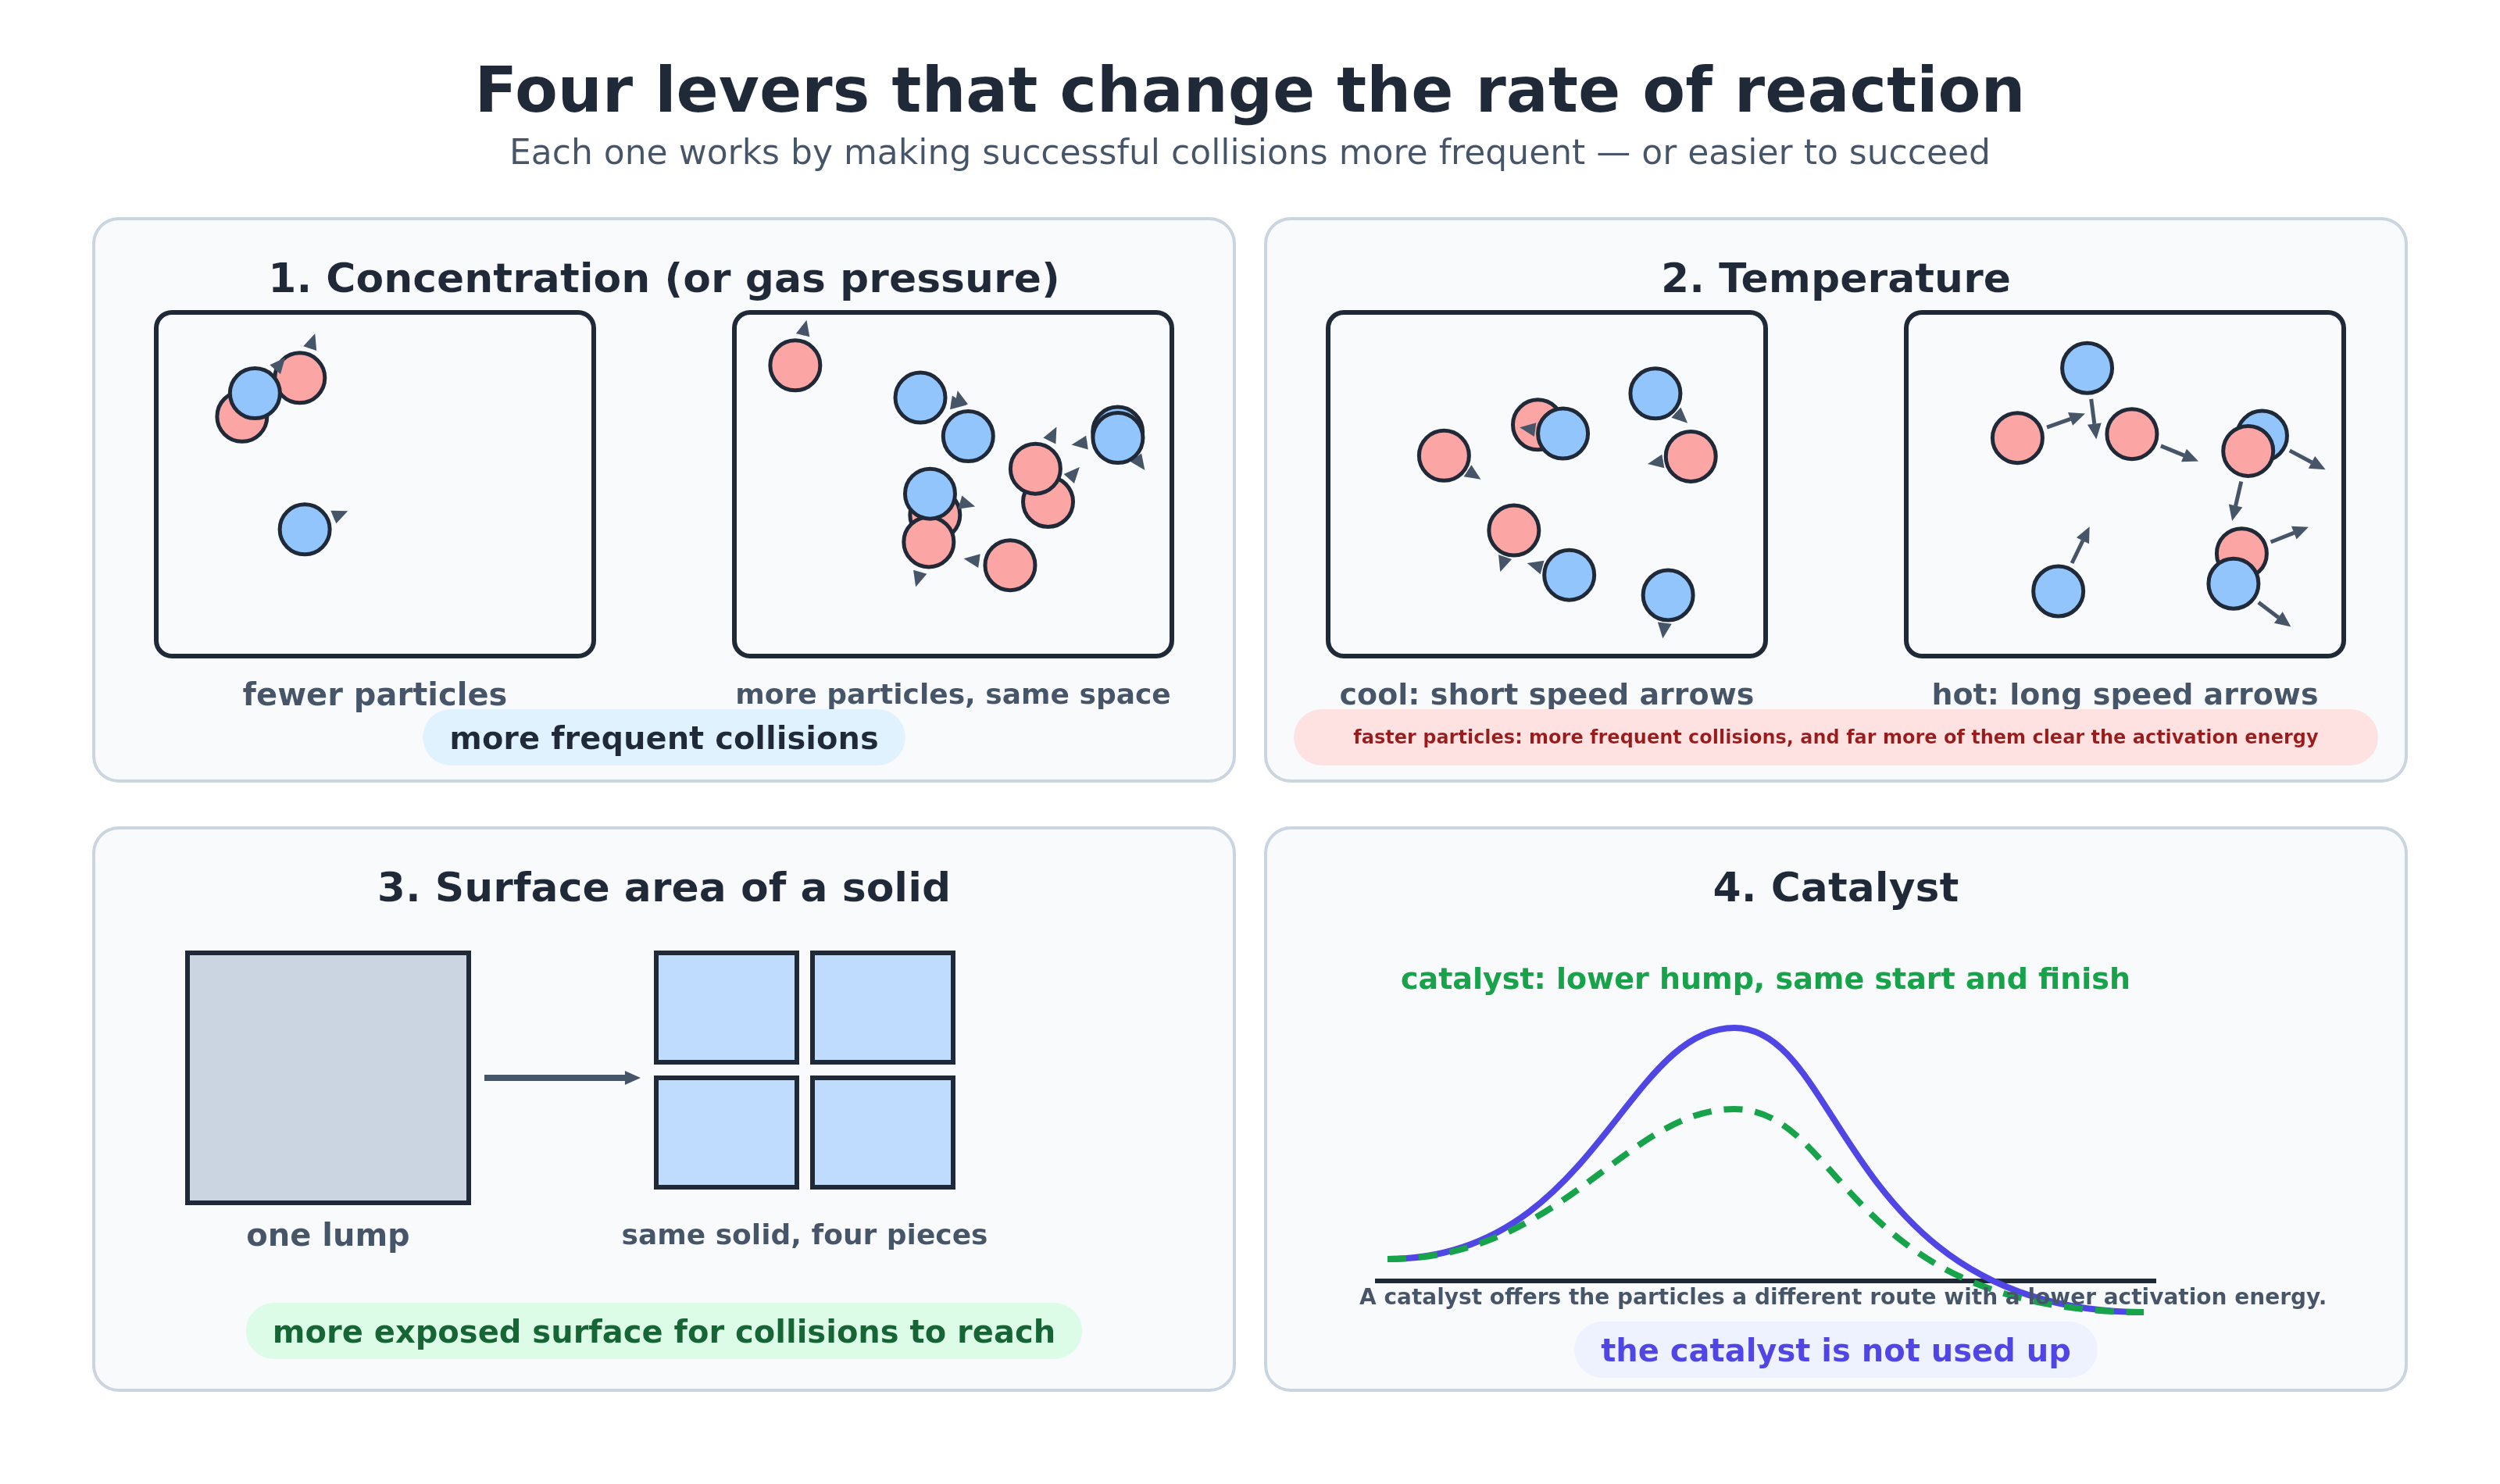 Four levers that change the rate of reaction
Each one works by making successful collisions more frequent — or easier to succeed
1. Concentration (or gas pressure)
fewer particles
more particles, same space
more frequent collisions
2. Temperature
cool: short speed arrows
hot: long speed arrows
faster particles: more frequent collisions, and far more of them clear the activation energy
3. Surface area of a solid
one lump
same solid, four pieces
more exposed surface for collisions to reach
4. Catalyst
catalyst: lower hump, same start and finish
A catalyst offers the particles a different route with a lower activation energy.
the catalyst is not used up